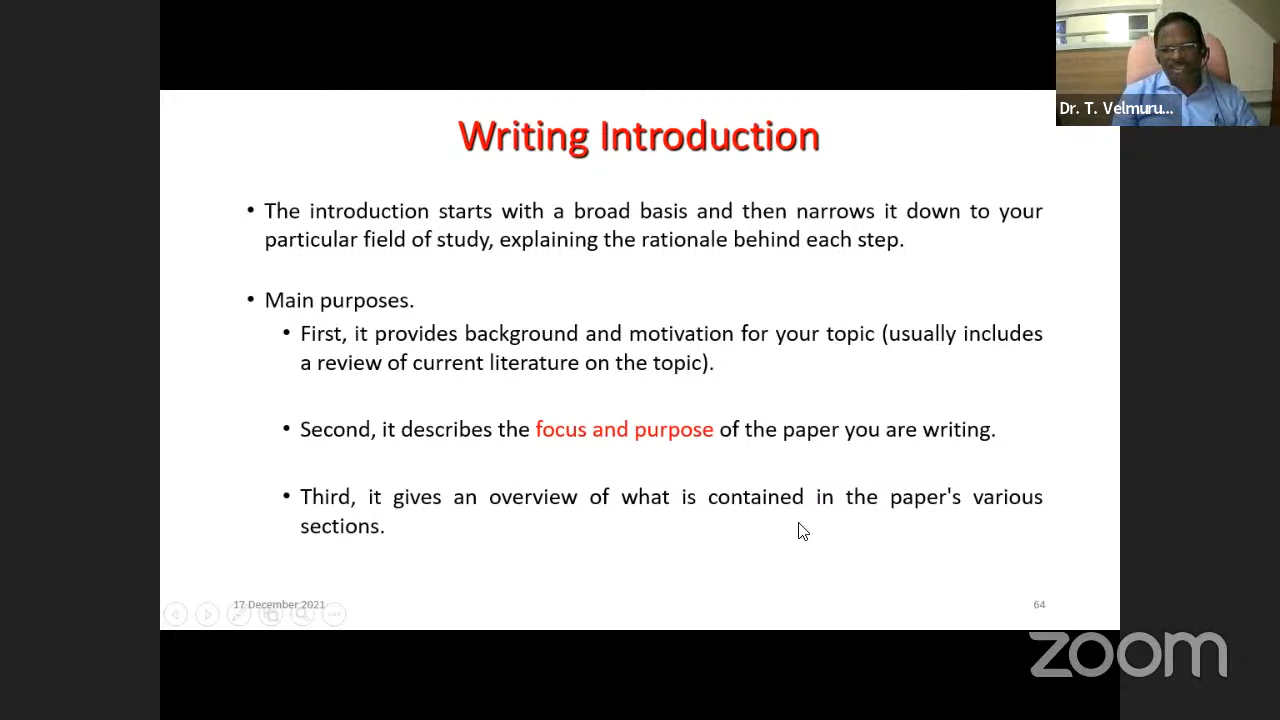 Dr. T. Velmuru...
Writing Introduction
• The introduction starts with a broad basis and then narrows it down to your
particular field of study, explaining the rationale behind each step.
• Main purposes.
• First, it provides background and motivation for your topic (usually includes
a review of current literature on the topic).
• Second, it describes the focus and purpose of the paper you are writing.
• Third, it gives an overview of what is contained in the paper's various
sections.
17 December 2021
64
zoom